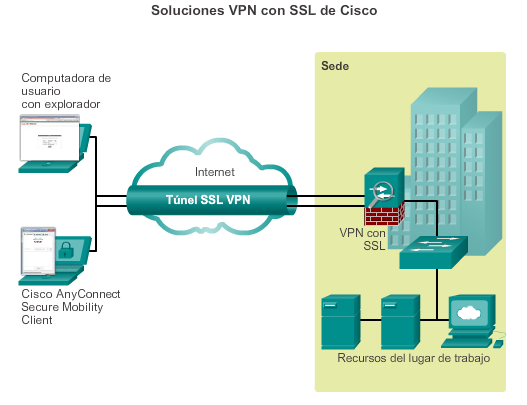 Soluciones VPN con SSL de Cisco
Sede
Computadora de
usuario
con explorador
Internet
Túnel SSL VPN
VPN con
SSL
Cisco AnyConnect
Secure Mobility
Client
Recursos del lugar de trabajo